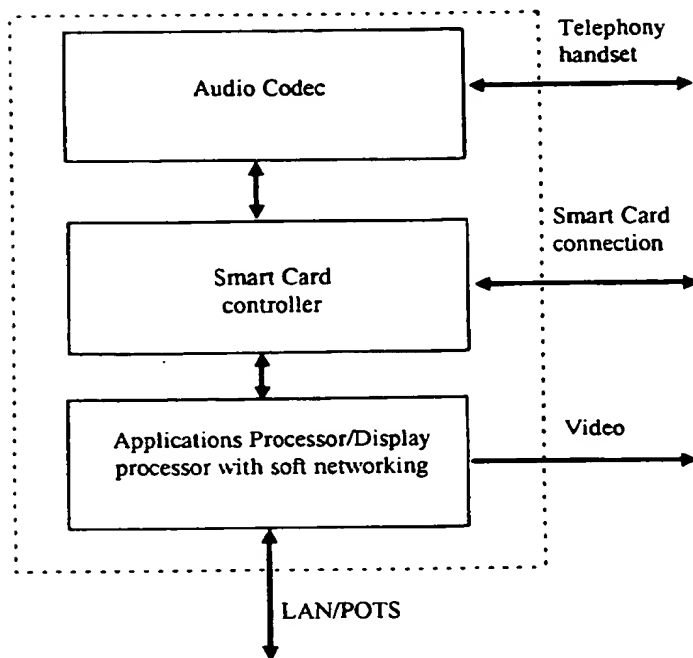 Telephony
handset
Audio Codec
Smart Card
connection
Smart Card
controller
Applications Processor/Display
processor with soft networking
Video
LAN/POTS